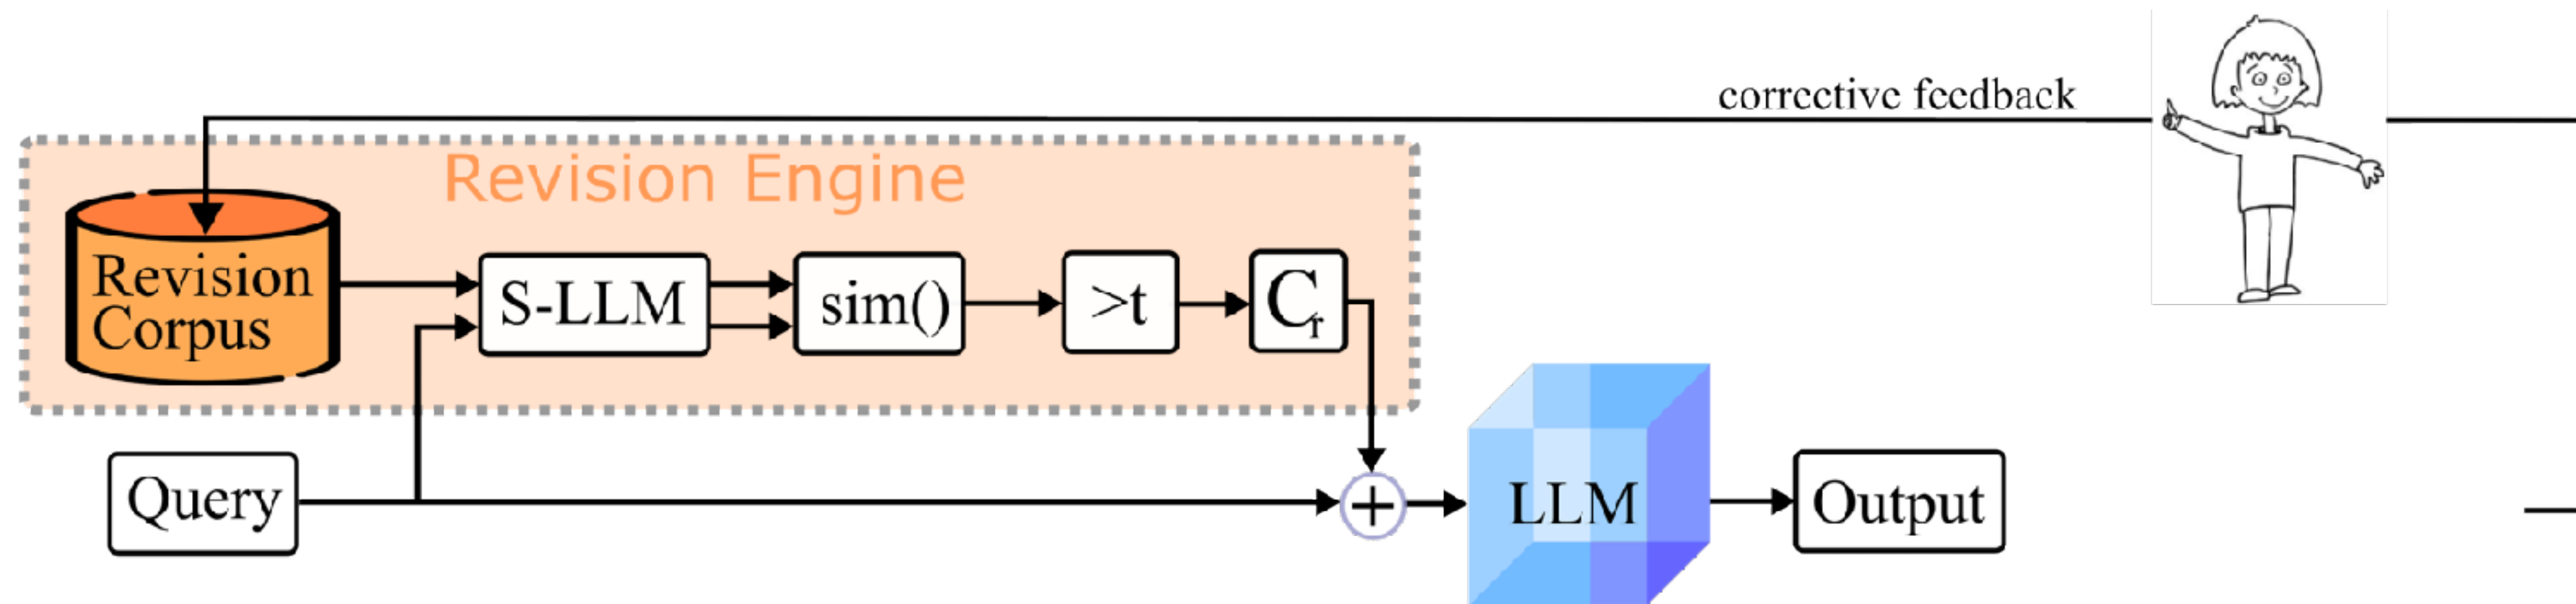 corrective feedback
Revision Engine
Revision
Corpus
S-LLM
sim()
>t
Cr
Query
+
LLM
Output